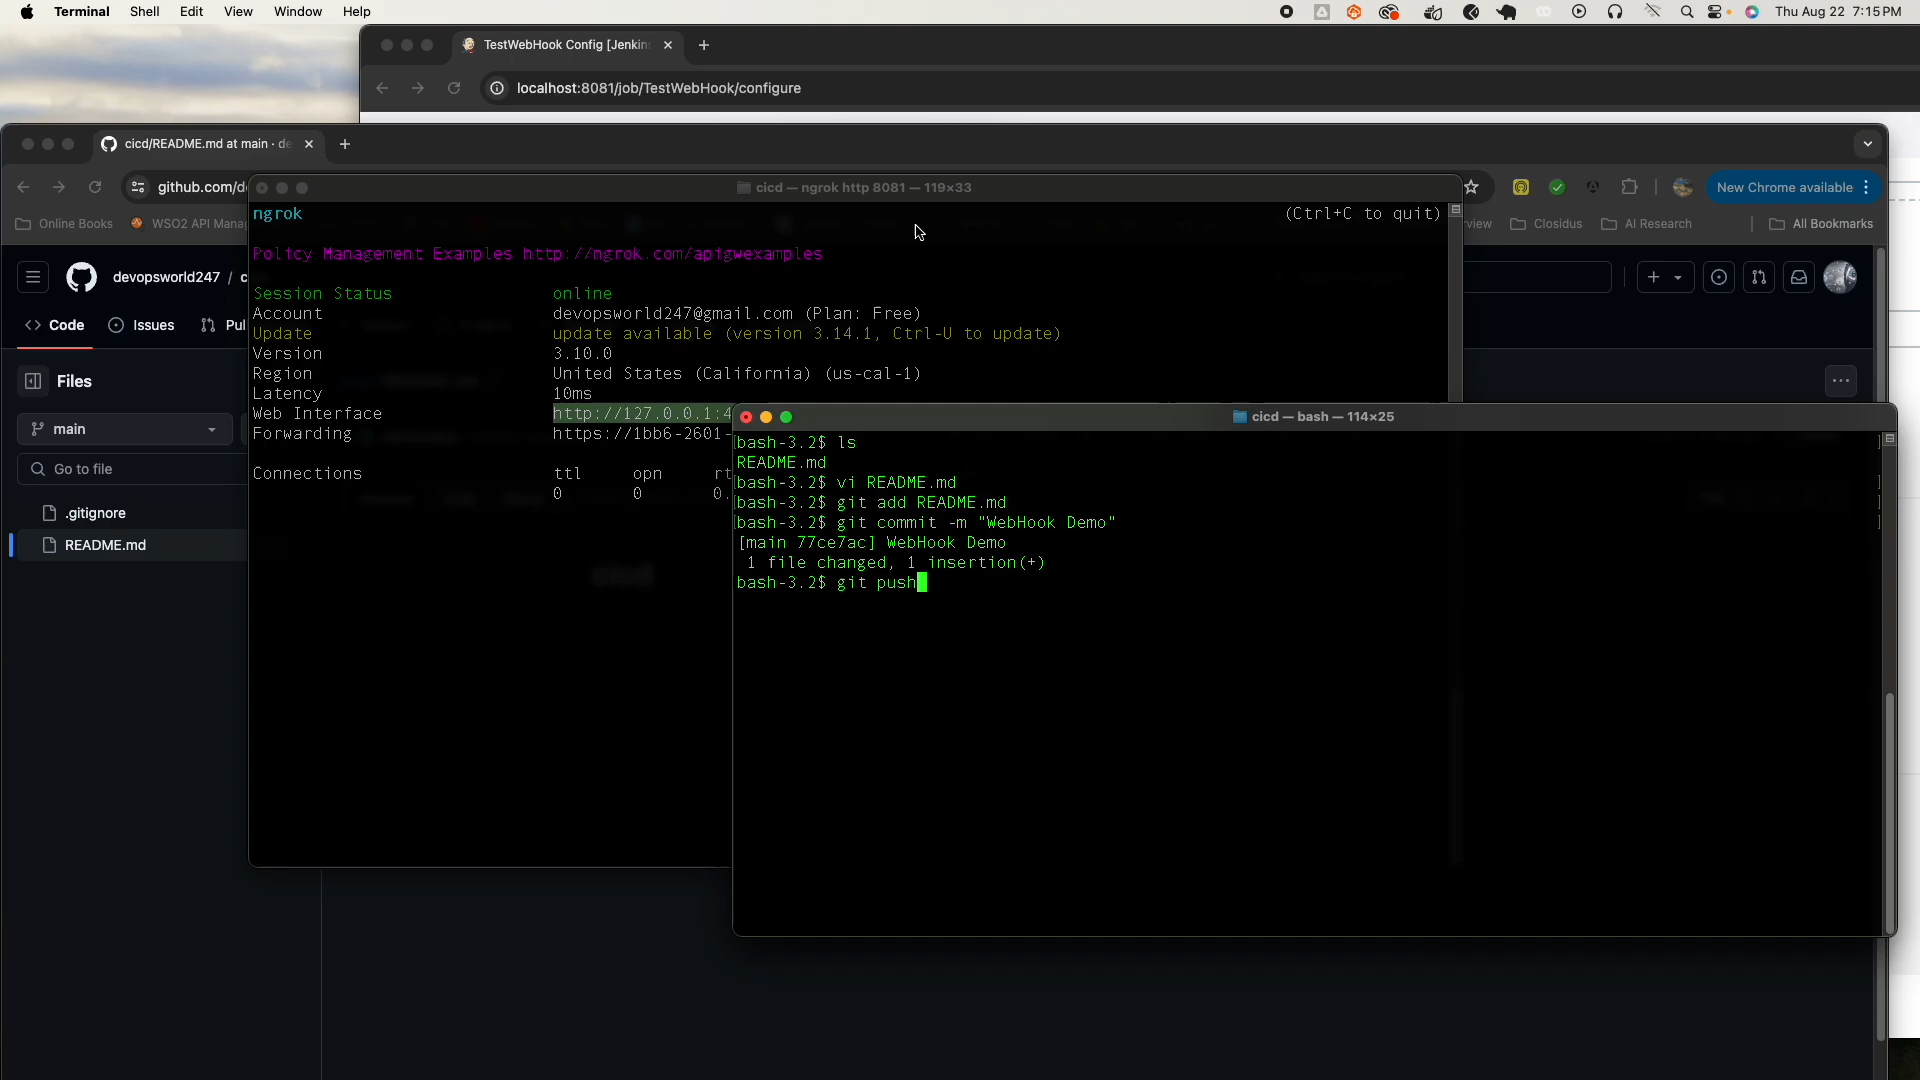 Terminal Shell Edit View Window Help
Thu Aug 22 7:15 PM
TestWebHook Config [Jenkins
localhost:8081/job/TestWebHook/configure
cicd/README.md at main · de
github.com/de
New Chrome available
Online Books
WSO2 API Manag
view
Closidus
AI Research
All Bookmarks
devopsworld247 / c
Code
Issues
Pul
Files
main
Go to file
.gitignore
README.md
cicd — ngrok http 8081 — 119×33
ngrok (Ctrl+C to quit)
Policy Management Examples http://ngrok.com/apigwexamples
Session Status online
Account devopsworld247@gmail.com (Plan: Free)
Update update available (version 3.14.1, Ctrl-U to update)
Version 3.10.0
Region United States (California) (us-cal-1)
Latency 10ms
Web Interface http://127.0.0.1:4
Forwarding https://1bb6-2601-
Connections ttl opn rt
0 0 0.
cicd — bash — 114×25
[bash-3.2$ ls ]
README.md
[bash-3.2$ vi README.md ]
[bash-3.2$ git add README.md ]
[bash-3.2$ git commit -m "WebHook Demo" ]
[main 77ce7ac] WebHook Demo
1 file changed, 1 insertion(+)
bash-3.2$ git push